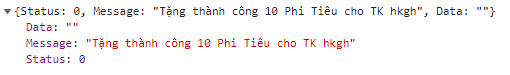 {Status: 0, Message: "Tặng thành công 10 Phi Tiêu cho TK hkgh", Data: ""}
Data: ""
Message: "Tặng thành công 10 Phi Tiêu cho TK hkgh"
Status: 0